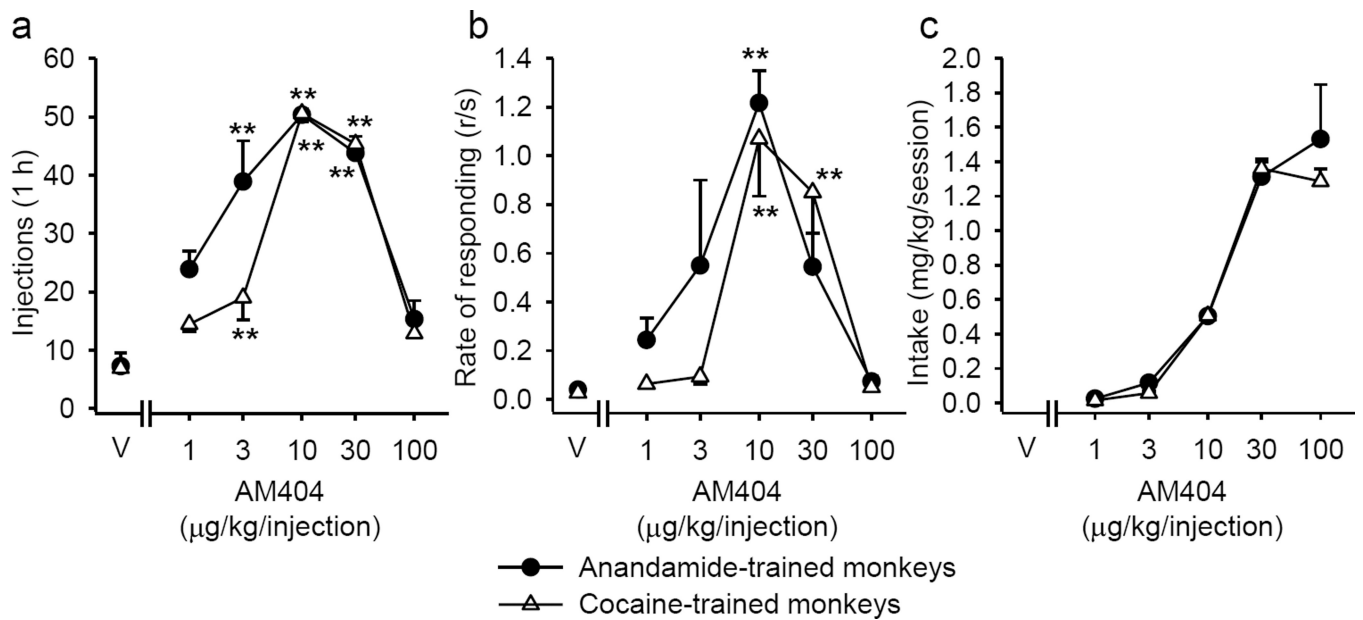 a
Injections (1 h)
60
50
40
30
20
10
0
**
**
**
**
**
**
V
1
3
10
30
100
AM404
(μg/kg/injection)
b
Rate of responding (r/s)
1.4
1.2
1.0
0.8
0.6
0.4
0.2
0.0
**
**
**
V
1
3
10
30
100
AM404
(μg/kg/injection)
c
Intake (mg/kg/session)
2.0
1.8
1.6
1.4
1.2
1.0
0.8
0.6
0.4
0.2
0.0
V
1
3
10
30
100
AM404
(μg/kg/injection)
Anandamide-trained monkeys
Cocaine-trained monkeys